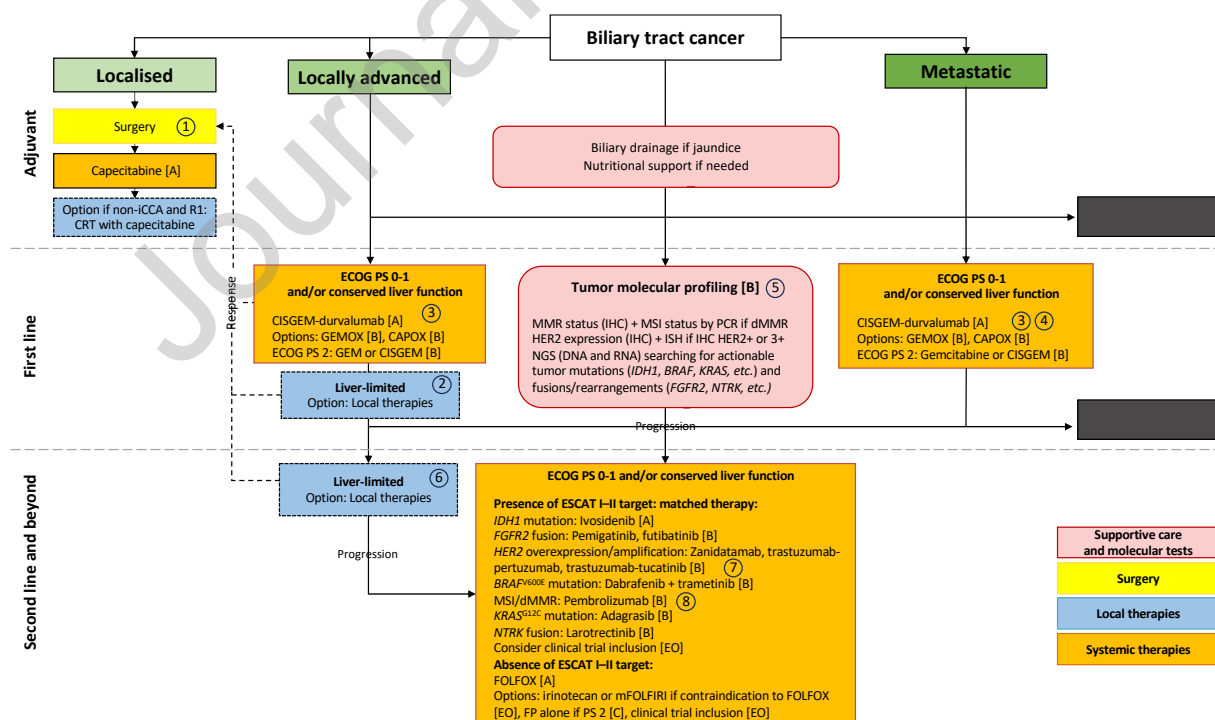 Journal
Biliary tract cancer
Localised
Locally advanced
Metastatic
Adjuvant
Surgery ①
Capecitabine [A]
Option if non-iCCA and R1:
CRT with capecitabine
Biliary drainage if jaundice
Nutritional support if needed
First line
Response
ECOG PS 0-1
and/or conserved liver function
③
CISGEM-durvalumab [A]
Options: GEMOX [B], CAPOX [B]
ECOG PS 2: GEM or CISGEM [B]
Liver-limited ②
Option: Local therapies
Tumor molecular profiling [B] ⑤
MMR status (IHC) + MSI status by PCR if dMMR
HER2 expression (IHC) + ISH if IHC HER2+ or 3+
NGS (DNA and RNA) searching for actionable
tumor mutations (IDH1, BRAF, KRAS, etc.) and
fusions/rearrangements (FGFR2, NTRK, etc.)
ECOG PS 0-1
and/or conserved liver function
CISGEM-durvalumab [A] ③ ④
Options: GEMOX [B], CAPOX [B]
ECOG PS 2: Gemcitabine or CISGEM [B]
Progression
Second line and beyond
Liver-limited ⑥
Option: Local therapies
Progression
ECOG PS 0-1 and/or conserved liver function
Presence of ESCAT I–II target: matched therapy:
IDH1 mutation: Ivosidenib [A]
FGFR2 fusion: Pemigatinib, futibatinib [B]
HER2 overexpression/amplification: Zanidatamab, trastuzumab-
pertuzumab, trastuzumab-tucatinib [B] ⑦
BRAFV600E mutation: Dabrafenib + trametinib [B]
MSI/dMMR: Pembrolizumab [B] ⑧
KRASG12C mutation: Adagrasib [B]
NTRK fusion: Larotrectinib [B]
Consider clinical trial inclusion [EO]
Absence of ESCAT I–II target:
FOLFOX [A]
Options: irinotecan or mFOLFIRI if contraindication to FOLFOX
[EO], FP alone if PS 2 [C], clinical trial inclusion [EO]
Supportive care
and molecular tests
Surgery
Local therapies
Systemic therapies